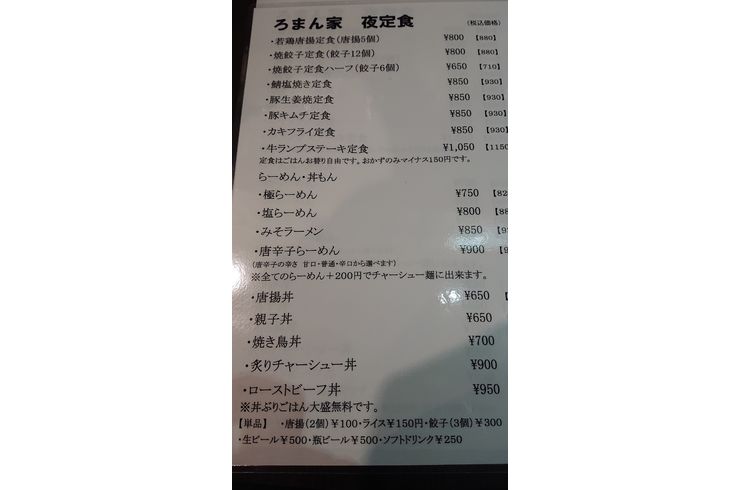 ろまん家 夜定食 (税込価格)
・若鶏唐揚定食(唐揚5個) ¥800 【880】
・焼餃子定食(餃子12個) ¥800 【880】
・焼餃子定食ハーフ(餃子6個) ¥650 【710】
・鯖塩焼き定食 ¥850 【930】
・豚生姜焼定食 ¥850 【930】
・豚キムチ定食 ¥850 【930】
・カキフライ定食 ¥850 【930】
・牛ランプステーキ定食 ¥1,050 【1150
定食はごはんお替り自由です。おかずのみマイナス150円です。
らーめん・丼もん
・極らーめん ¥750 【82
・塩らーめん ¥800 【88
・みそラーメン ¥850 【9
・唐辛子らーめん ¥900 【9
(唐辛子の辛さ 甘口・普通・辛口から選べます)
※全てのらーめん+200円でチャーシュー麺に出来ます。
・唐揚丼 ¥650 【
・親子丼 ¥650
・焼き鳥丼 ¥700
・炙りチャーシュー丼 ¥900
・ローストビーフ丼 ¥950
※丼ぶりごはん大盛無料です。
【単品】 ・唐揚(2個)¥100・ライス¥150円・餃子(3個)¥300
・生ビール¥500・瓶ビール¥500・ソフトドリンク¥250